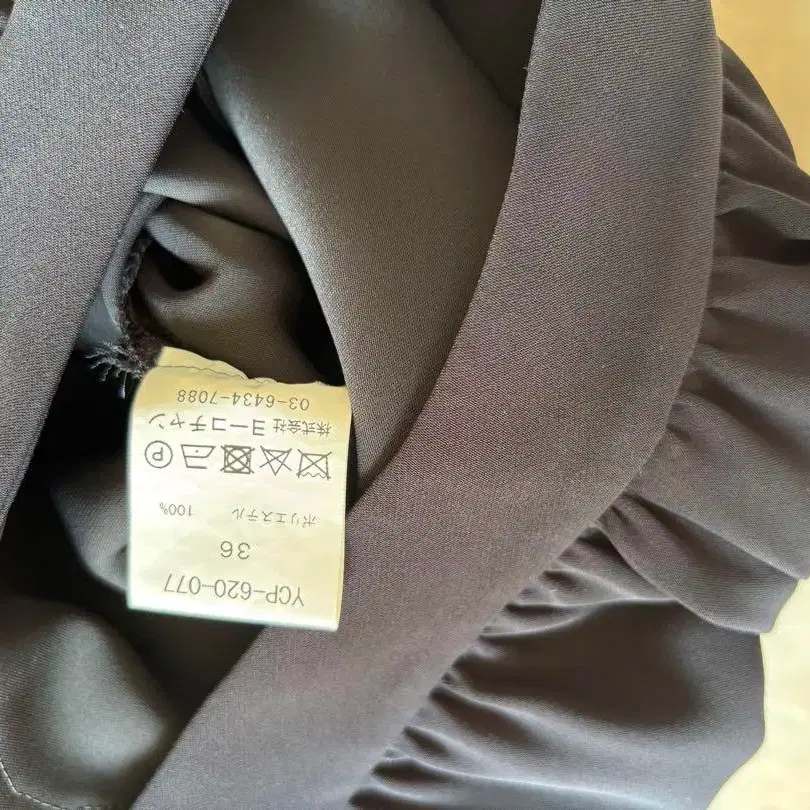 YCP-620-077
36
ポリエステル 100%
P
株式会社 ヨーコチャン
03-6434-7088